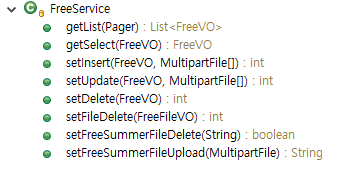 FreeService
getList(Pager) : List<FreeVO>
getSelect(FreeVO) : FreeVO
setInsert(FreeVO, MultipartFile[]) : int
setUpdate(FreeVO, MultipartFile[]) : int
setDelete(FreeVO) : int
setFileDelete(FreeFileVO) : int
setFreeSummerFileDelete(String) : boolean
setFreeSummerFileUpload(MultipartFile) : String